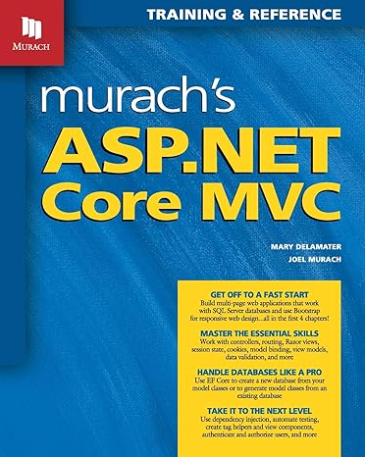 TRAINING & REFERENCE
MURACH
murach's
ASP.NET
Core MVC
MARY DELAMATER
JOEL MURACH
GET OFF TO A FAST START
Build multi-page web applications that work
with SQL Server databases and use Bootstrap
for responsive web design...all in the first 4 chapters!
MASTER THE ESSENTIAL SKILLS
Work with controllers, routing, Razor views,
session state, cookies, model binding, view models,
data validation, and more
HANDLE DATABASES LIKE A PRO
Use EF Core to create a new database from your
model classes or to generate model classes from an
existing database
TAKE IT TO THE NEXT LEVEL
Use dependency injection, automate testing,
create tag helpers and view components,
authenticate and authorize users, and more